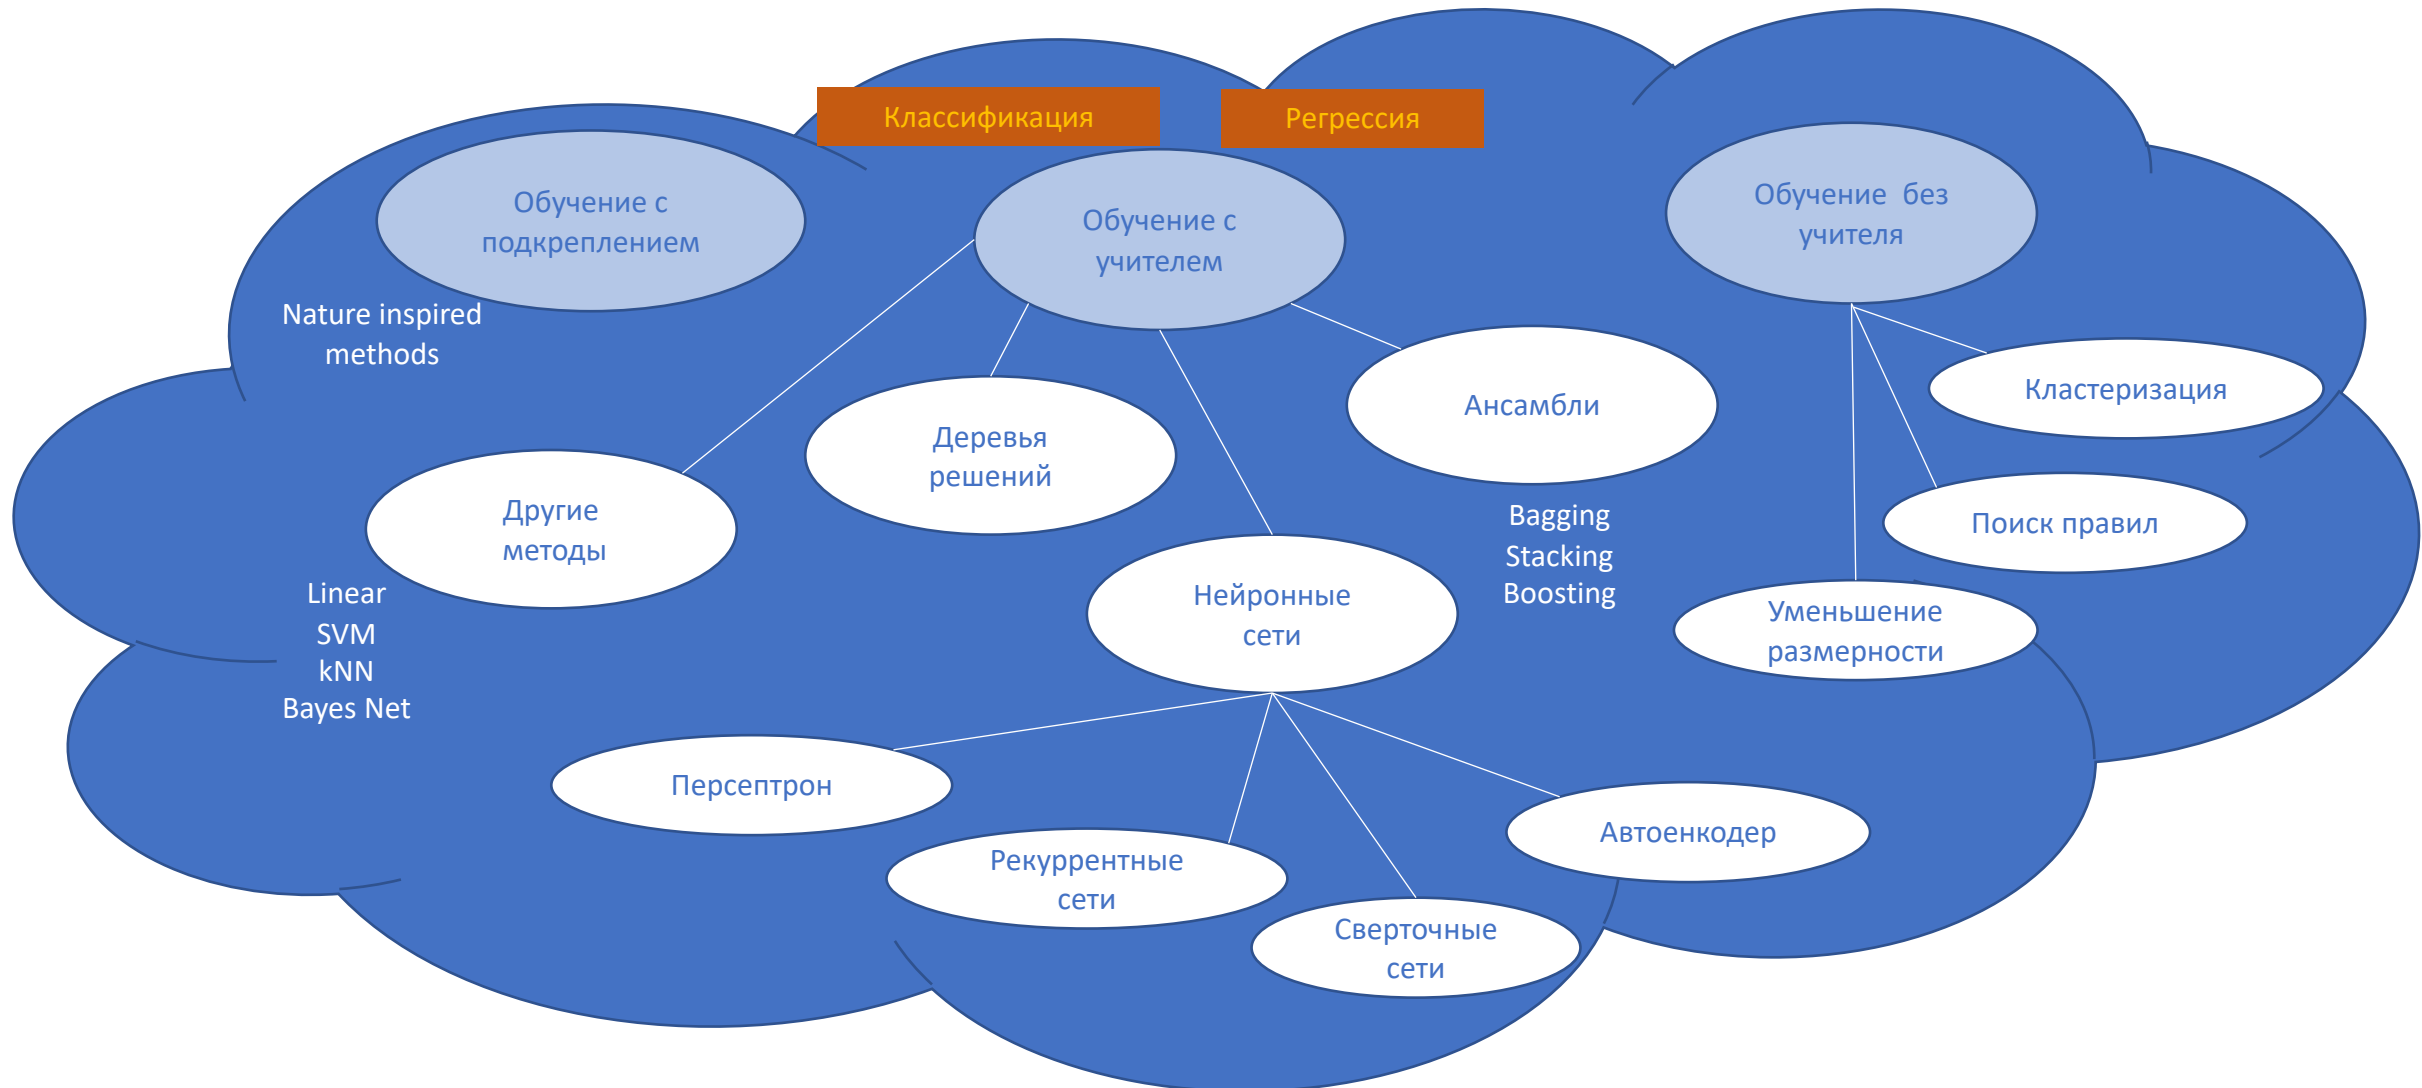 Классификация
Регрессия
Обучение с
подкреплением
Обучение с
учителем
Обучение без
учителя
Nature inspired
methods
Кластеризация
Ансамбли
Деревья
решений
Другие
методы
Поиск правил
Bagging
Stacking
Boosting
Нейронные
сети
Уменьшение
размерности
Linear
SVM
kNN
Bayes Net
Персептрон
Автоенкодер
Рекуррентные
сети
Сверточные
сети